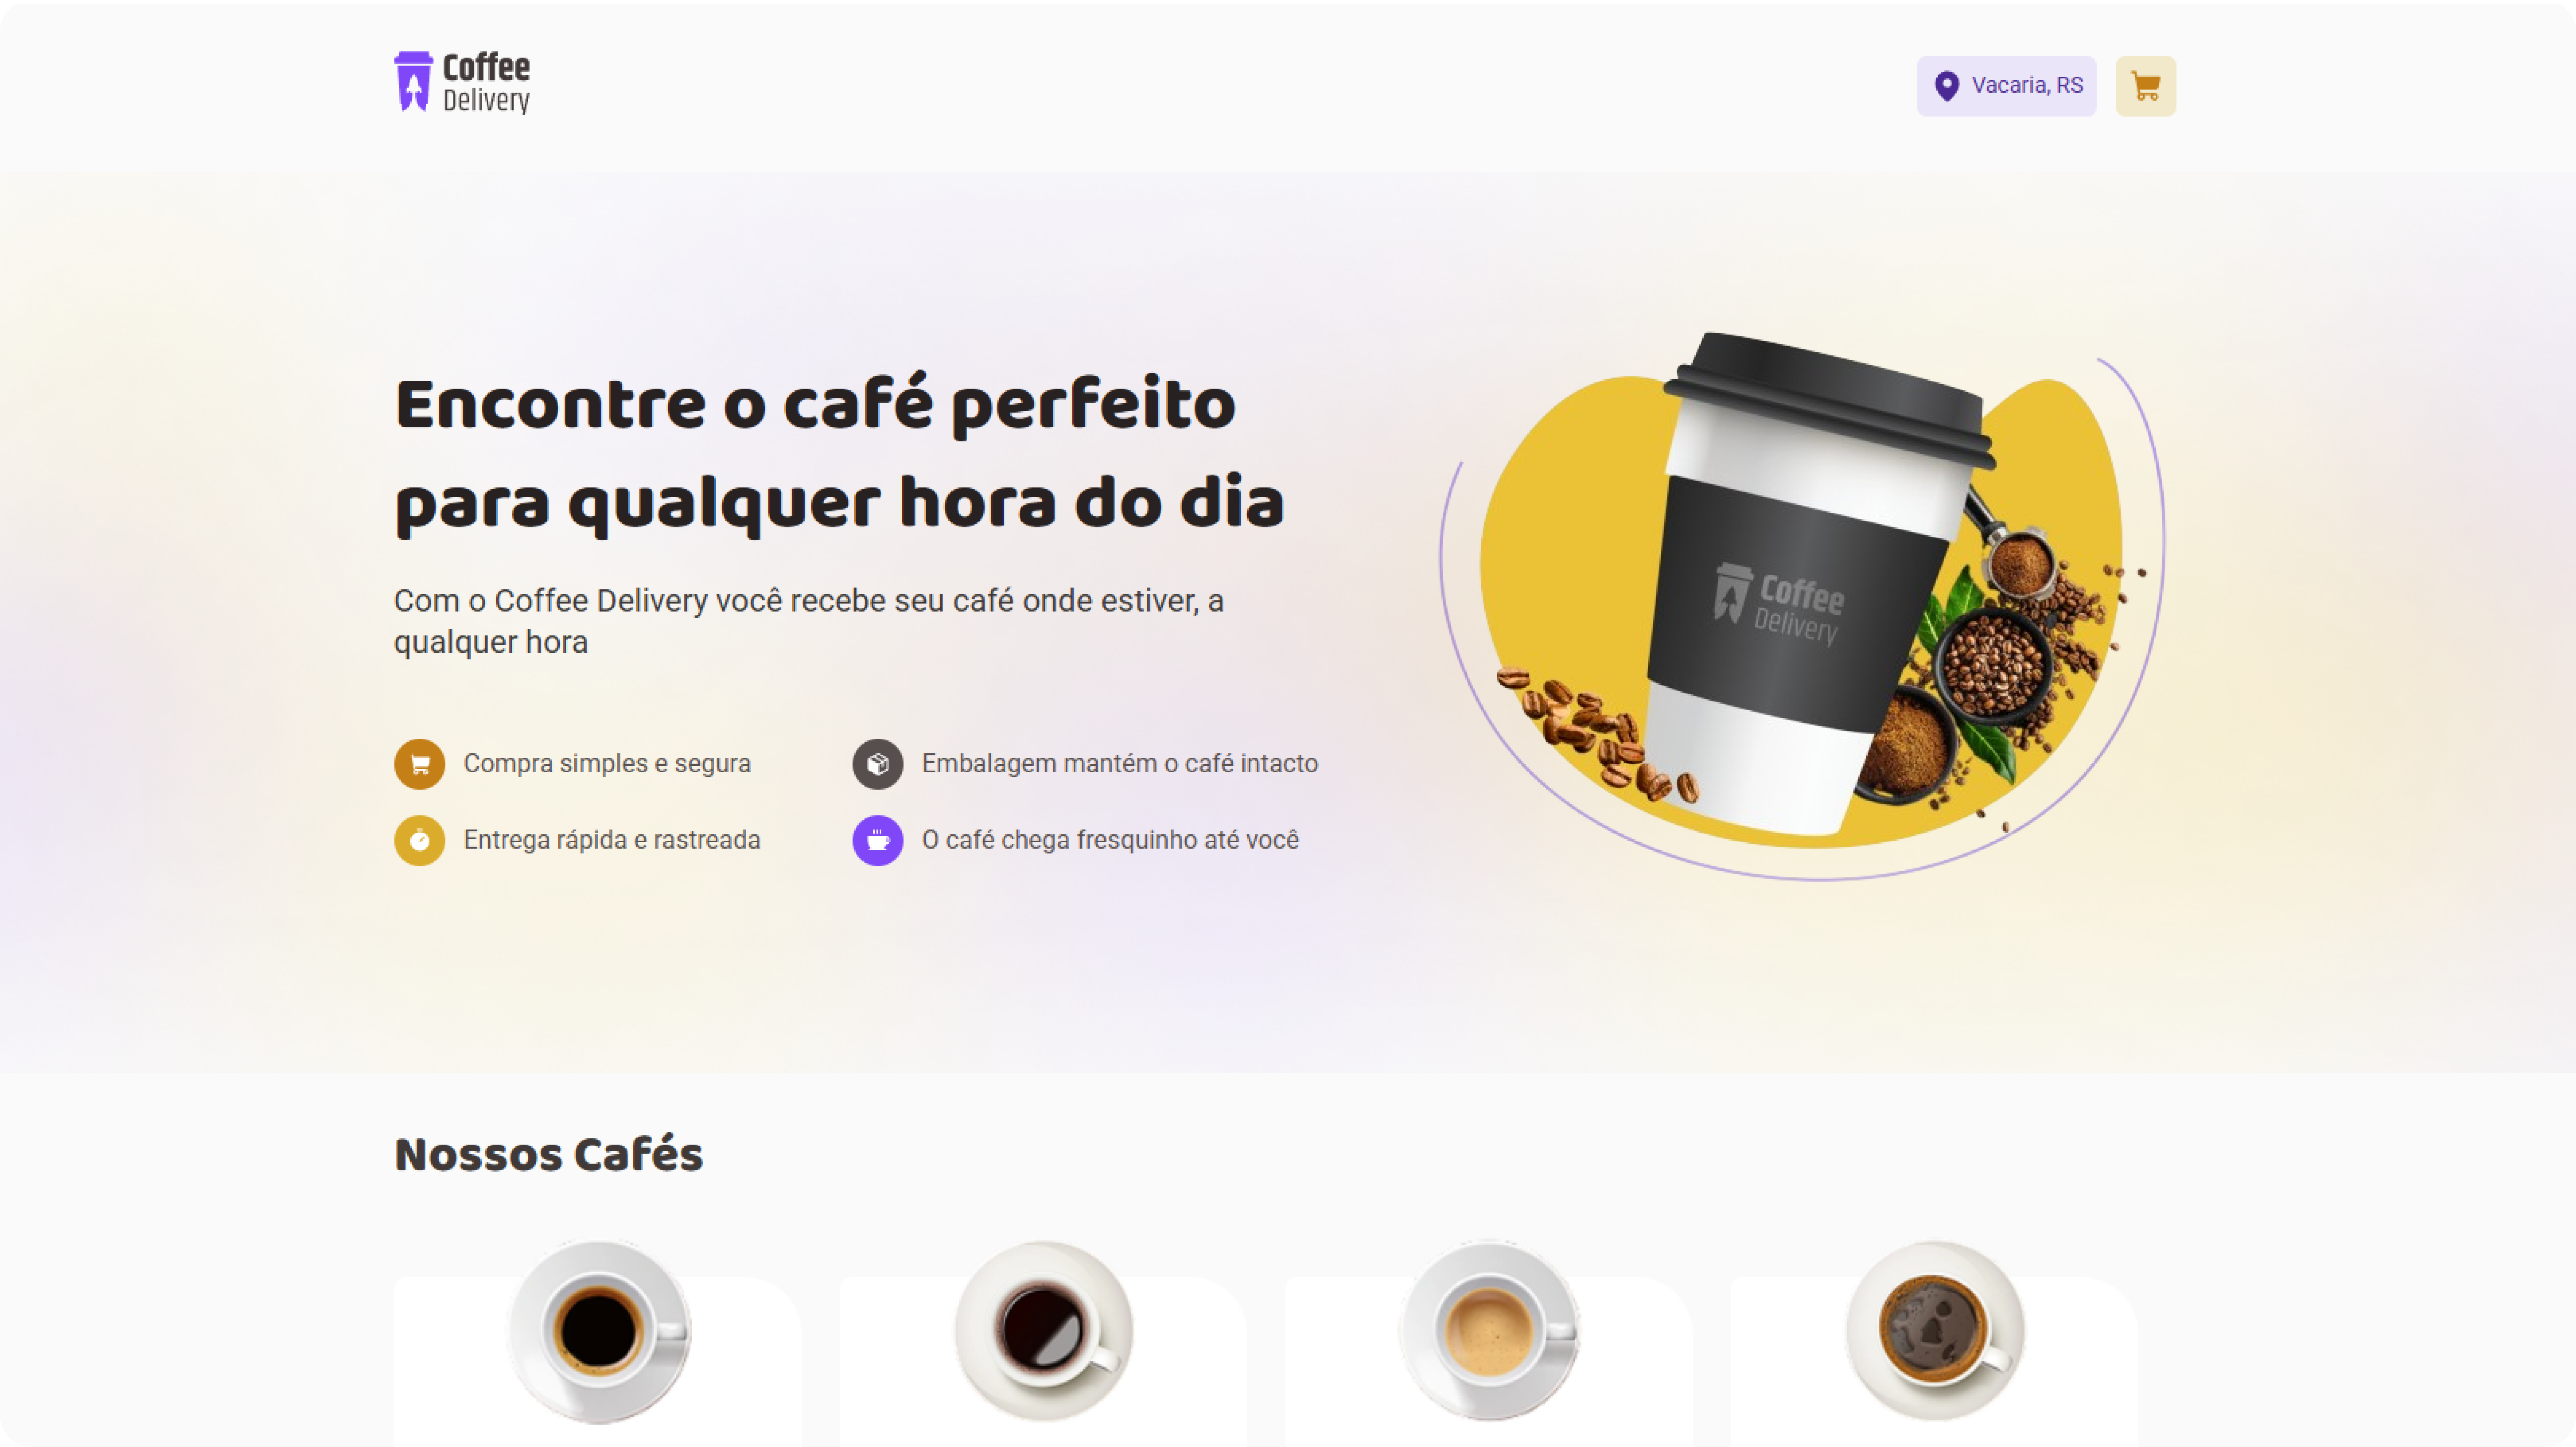 Coffee
Delivery
Vacaria, RS
Encontre o café perfeito
para qualquer hora do dia
Com o Coffee Delivery você recebe seu café onde estiver, a
qualquer hora
Compra simples e segura
Embalagem mantém o café intacto
Entrega rápida e rastreada
O café chega fresquinho até você
Coffee
Delivery
Nossos Cafés